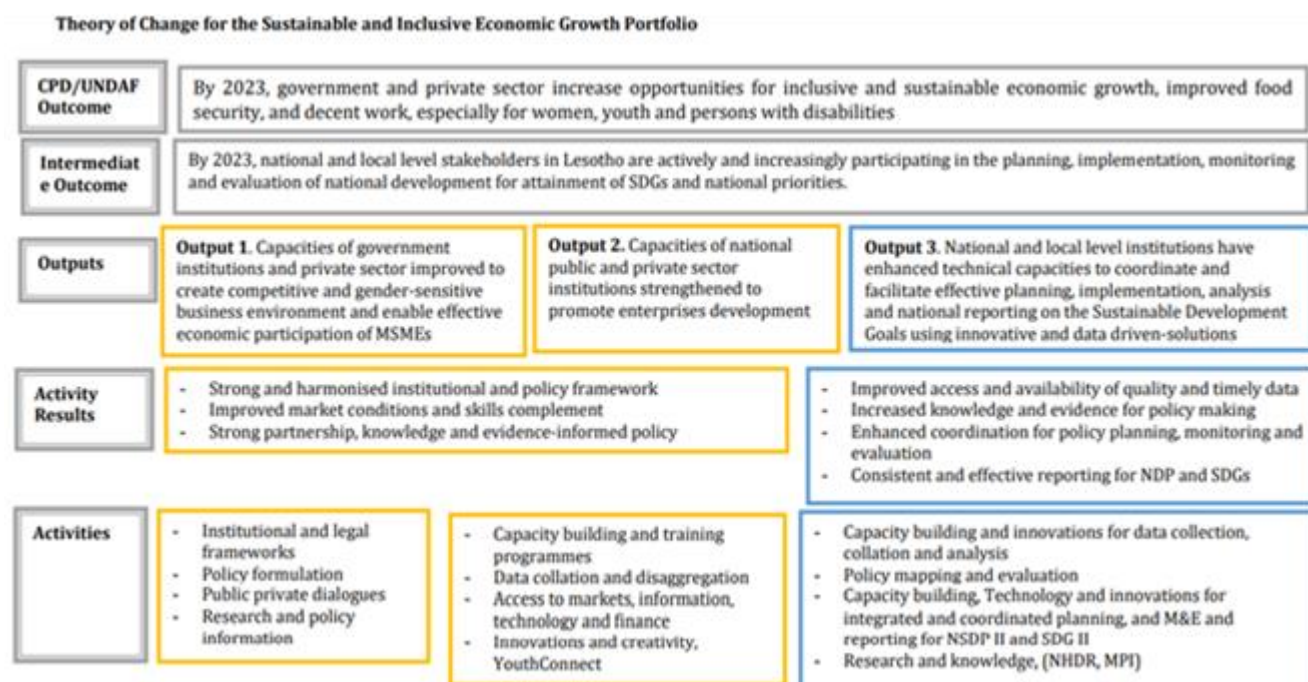 Theory of Change for the Sustainable and Inclusive Economic Growth Portfolio
CPD/UNDAF
Outcome
By 2023, government and private sector increase opportunities for inclusive and sustainable economic growth, improved food
security, and decent work, especially for women, youth and persons with disabilities
Intermediat
e Outcome
By 2023, national and local level stakeholders in Lesotho are actively and increasingly participating in the planning, implementation, monitoring
and evaluation of national development for attainment of SDGs and national priorities.
Outputs
Output 1. Capacities of government
institutions and private sector improved to
create competitive and gender-sensitive
business environment and enable effective
economic participation of MSMEs
Output 2. Capacities of national
public and private sector
institutions strengthened to
promote enterprises development
Output 3. National and local level institutions have
enhanced technical capacities to coordinate and
facilitate effective planning, implementation, analysis
and national reporting on the Sustainable Development
Goals using innovative and data driven-solutions
Activity
Results
- Strong and harmonised institutional and policy framework
- Improved market conditions and skills complement
- Strong partnership, knowledge and evidence-informed policy
- Improved access and availability of quality and timely data
- Increased knowledge and evidence for policy making
- Enhanced coordination for policy planning, monitoring and
evaluation
- Consistent and effective reporting for NDP and SDGs
Activities
- Institutional and legal
frameworks
- Policy formulation
- Public private dialogues
- Research and policy
information
- Capacity building and training
programmes
- Data collation and disaggregation
- Access to markets, information,
technology and finance
- Innovations and creativity,
YouthConnect
- Capacity building and innovations for data collection,
collation and analysis
- Policy mapping and evaluation
- Capacity building, Technology and innovations for
integrated and coordinated planning, and M&E and
reporting for NSDP II and SDG II
- Research and knowledge, (NHDR, MPI)